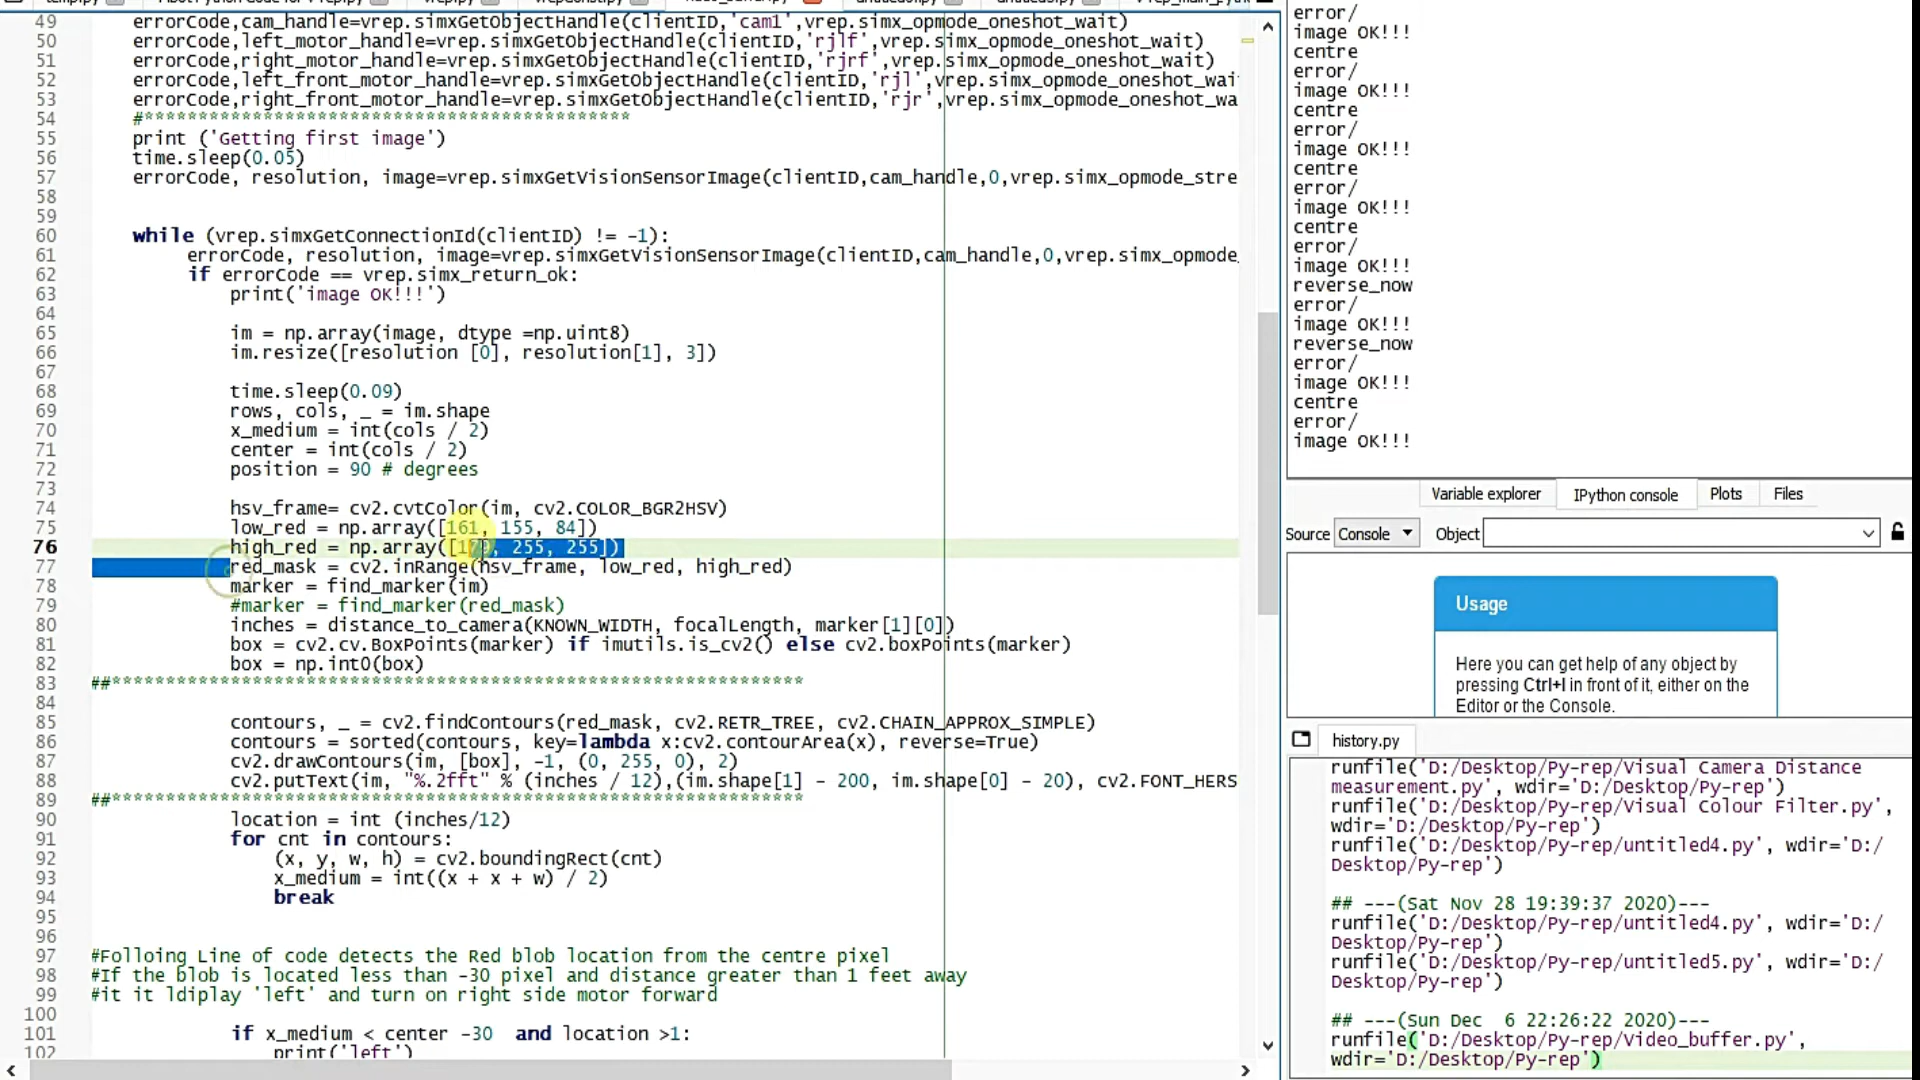 49 errorCode,cam_handle=vrep.simxGetObjectHandle(clientID,'cam1',vrep.simx_opmode_oneshot_wait)
50 errorCode,left_motor_handle=vrep.simxGetObjectHandle(clientID,'rjlf',vrep.simx_opmode_oneshot_wait)
51 errorCode,right_motor_handle=vrep.simxGetObjectHandle(clientID,'rjrf',vrep.simx_opmode_oneshot_wait)
52 errorCode,left_front_motor_handle=vrep.simxGetObjectHandle(clientID,'rjl',vrep.simx_opmode_oneshot_wai
53 errorCode,right_front_motor_handle=vrep.simxGetObjectHandle(clientID,'rjr',vrep.simx_opmode_oneshot_wa
54 #*********************************************
55 print ('Getting first image')
56 time.sleep(0.05)
57 errorCode, resolution, image=vrep.simxGetVisionSensorImage(clientID,cam_handle,0,vrep.simx_opmode_stre
58
59
60 while (vrep.simxGetConnectionId(clientID) != -1):
61 errorCode, resolution, image=vrep.simxGetVisionSensorImage(clientID,cam_handle,0,vrep.simx_opmode_
62 if errorCode == vrep.simx_return_ok:
63 print('image OK!!!')
64
65 im = np.array(image, dtype =np.uint8)
66 im.resize([resolution [0], resolution[1], 3])
67
68 time.sleep(0.09)
69 rows, cols, _ = im.shape
70 x_medium = int(cols / 2)
71 center = int(cols / 2)
72 position = 90 # degrees
73
74 hsv_frame= cv2.cvtColor(im, cv2.COLOR_BGR2HSV)
75 low_red = np.array([161, 155, 84])
76 high_red = np.array([179, 255, 255])
77 red_mask = cv2.inRange(hsv_frame, low_red, high_red)
78 marker = find_marker(im)
79 #marker = find_marker(red_mask)
80 inches = distance_to_camera(KNOWN_WIDTH, focalLength, marker[1][0])
81 box = cv2.cv.BoxPoints(marker) if imutils.is_cv2() else cv2.boxPoints(marker)
82 box = np.int0(box)
83 ##****************************************************************
84
85 contours, _ = cv2.findContours(red_mask, cv2.RETR_TREE, cv2.CHAIN_APPROX_SIMPLE)
86 contours = sorted(contours, key=lambda x:cv2.contourArea(x), reverse=True)
87 cv2.drawContours(im, [box], -1, (0, 255, 0), 2)
88 cv2.putText(im, "%.2fft" % (inches / 12),(im.shape[1] - 200, im.shape[0] - 20), cv2.FONT_HERS
89 ##****************************************************************
90 location = int (inches/12)
91 for cnt in contours:
92 (x, y, w, h) = cv2.boundingRect(cnt)
93 x_medium = int((x + x + w) / 2)
94 break
95
96
97 #Folloing Line of code detects the Red blob location from the centre pixel
98 #If the blob is located less than -30 pixel and distance greater than 1 feet away
99 #it it ldiplay 'left' and turn on right side motor forward
100
101 if x_medium < center -30 and location >1:
102 print('left')
error/
image OK!!!
centre
error/
image OK!!!
centre
error/
image OK!!!
centre
error/
image OK!!!
centre
error/
image OK!!!
reverse_now
error/
image OK!!!
reverse_now
error/
image OK!!!
centre
error/
image OK!!!
Variable explorer IPython console Plots Files
Source Console Object
Usage
Here you can get help of any object by
pressing Ctrl+I in front of it, either on the
Editor or the Console.
history.py
runfile('D:/Desktop/Py-rep/Visual Camera Distance
measurement.py', wdir='D:/Desktop/Py-rep')
runfile('D:/Desktop/Py-rep/Visual Colour Filter.py',
wdir='D:/Desktop/Py-rep')
runfile('D:/Desktop/Py-rep/untitled4.py', wdir='D:/
Desktop/Py-rep')
## ---(Sat Nov 28 19:39:37 2020)---
runfile('D:/Desktop/Py-rep/untitled4.py', wdir='D:/
Desktop/Py-rep')
runfile('D:/Desktop/Py-rep/untitled5.py', wdir='D:/
Desktop/Py-rep')
## ---(Sun Dec 6 22:26:22 2020)---
runfile('D:/Desktop/Py-rep/Video_buffer.py',
wdir='D:/Desktop/Py-rep')